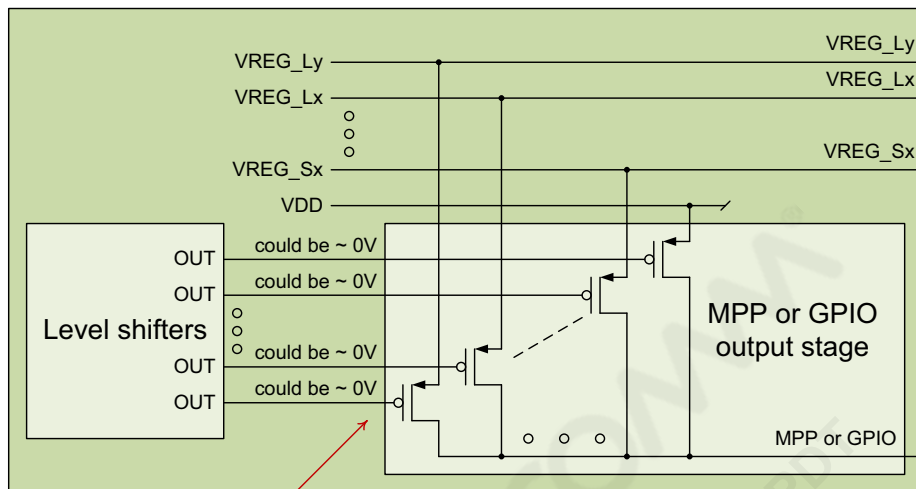 VREG_Ly
VREG_Ly
VREG_Lx
VREG_Lx
VREG_Sx
VREG_Sx
VDD
could be ~ 0V
OUT
could be ~ 0V
OUT
Level shifters
MPP or GPIO
output stage
could be ~ 0V
OUT
could be ~ 0V
OUT
MPP or GPIO